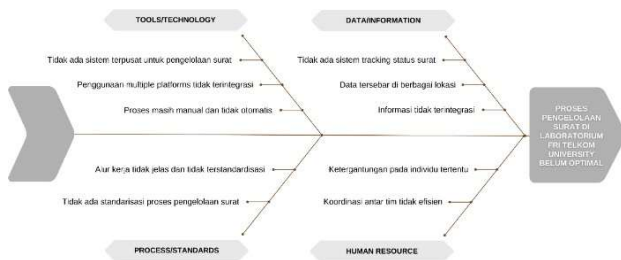 TOOLS/TECHNOLOGY
DATA/INFORMATION
Tidak ada sistem terpusat untuk pengelolaan surat
Tidak ada sistem tracking status surat
Penggunaan multiple platforms tidak terintegrasi
Data tersebar di berbagai lokasi
Proses masih manual dan tidak otomatis
Informasi tidak terintegrasi
PROSES
PENGELOLAAN
SURAT DI
LABORATORIUM
FRI TELKOM
UNIVERSITY
BELUM OPTIMAL
Alur kerja tidak jelas dan tidak terstandardisasi
Ketergantungan pada individu tertentu
Tidak ada standarisasi proses pengelolaan surat
Koordinasi antar tim tidak efisien
PROCESS/STANDARDS
HUMAN RESOURCE